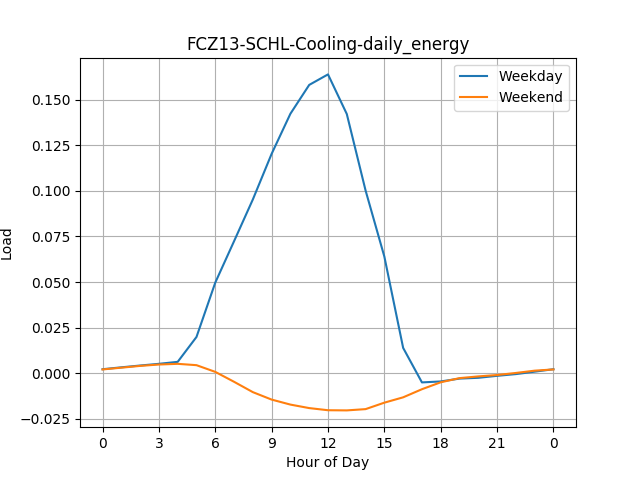 FCZ13-SCHL-Cooling-daily_energy
Weekday
Weekend
Load
0.150
0.125
0.100
0.075
0.050
0.025
0.000
−0.025
0 3 6 9 12 15 18 21 0
Hour of Day